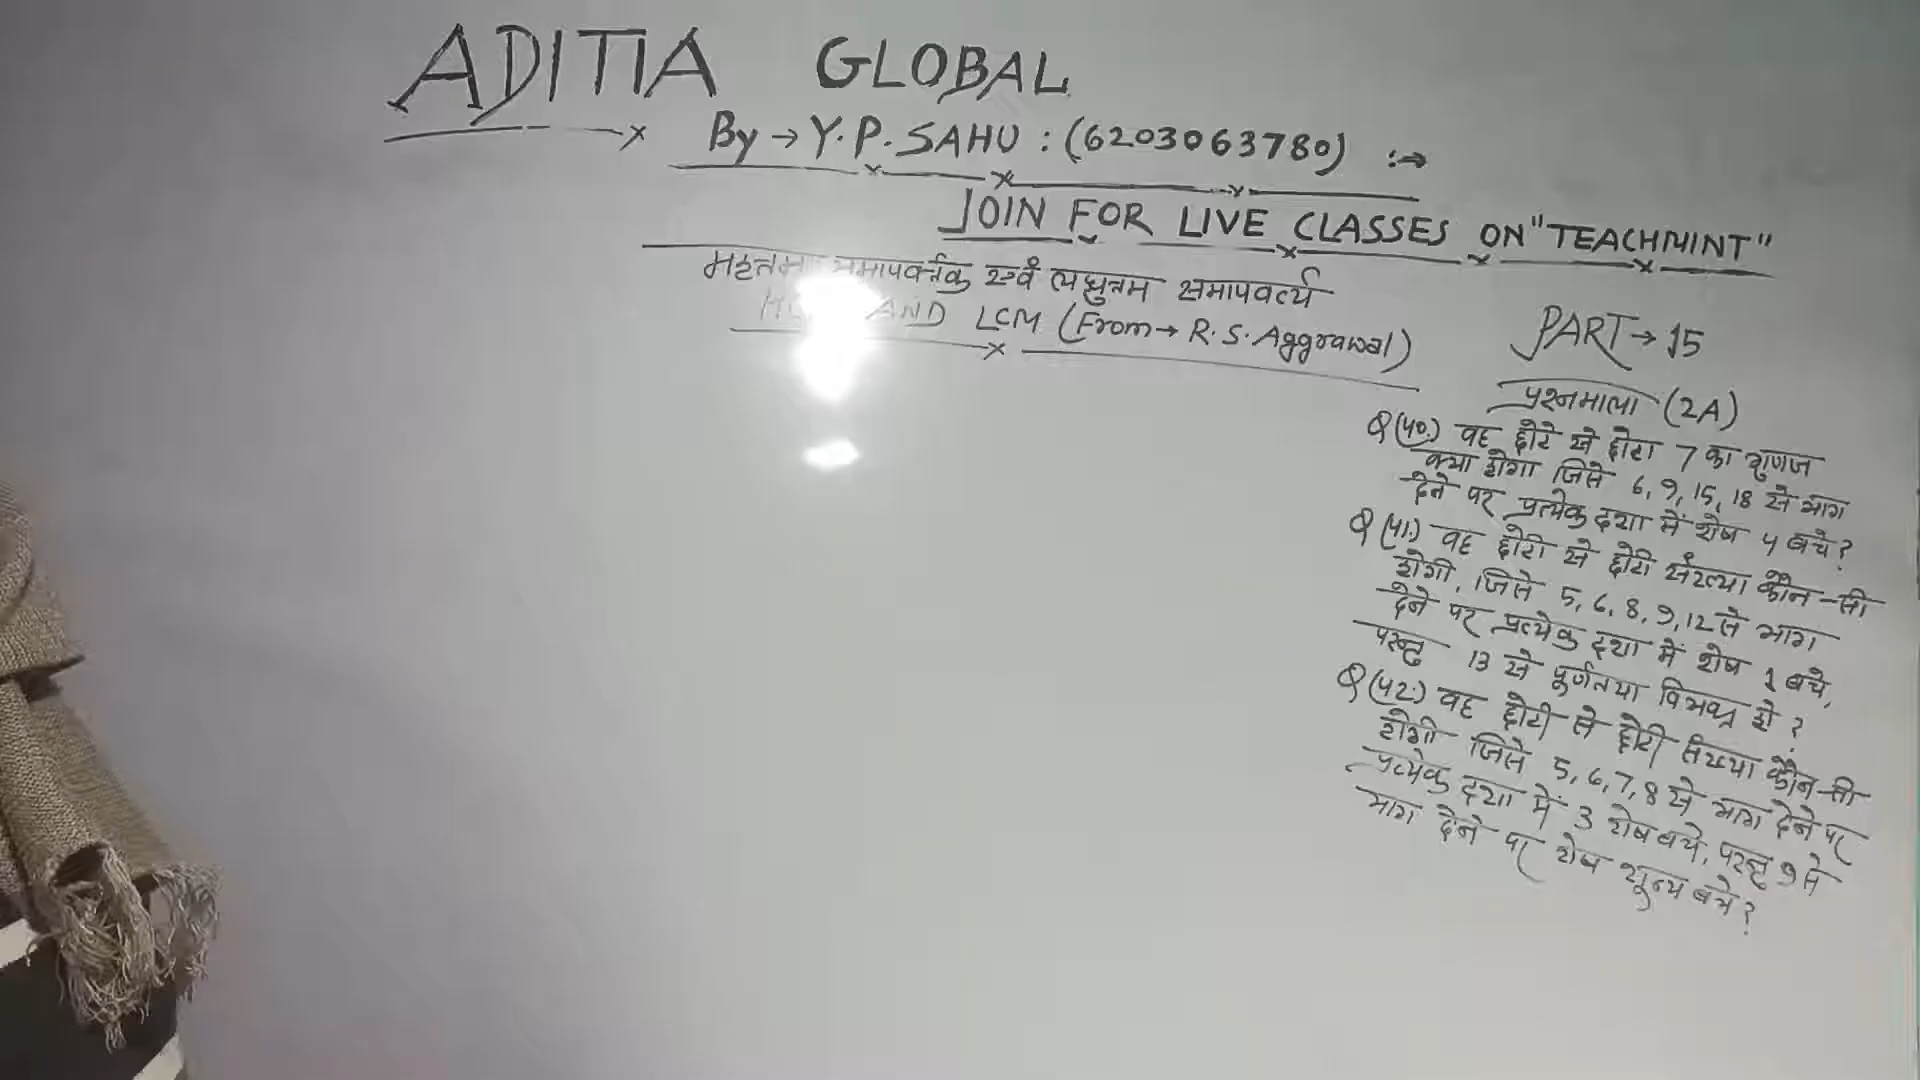 ADITIA GLOBAL
By → Y. P. SAHU : (6203063780) :→
JOIN FOR LIVE CLASSES ON "TEACHMINT"
महत्तम समापवर्तक एवं लघुत्तम समापवर्त्य
AND LCM (From → R. S. Aggrawal)
PART → 15
प्रश्नमाला (2A)
Q (40.) वह छोटे से छोटा 7 का गुणज
क्या होगा जिसे 6, 9, 15, 18 से भाग
देने पर प्रत्येक दशा में शेष 4 बचे ?
Q (41.) वह छोटी से छोटी संख्या कौन-सी
होगी, जिसे 5, 6, 8, 9, 12 से भाग
देने पर प्रत्येक दशा में शेष 1 बचे,
परन्तु 13 से पूर्णतया विभक्त हो ?
Q (42.) वह छोटी से छोटी संख्या कौन-सी
होगी जिसे 5, 6, 7, 8 से भाग देने पर
प्रत्येक दशा में 3 शेष बचे, परन्तु 9 से
भाग देने पर शेष शून्य बचे ?